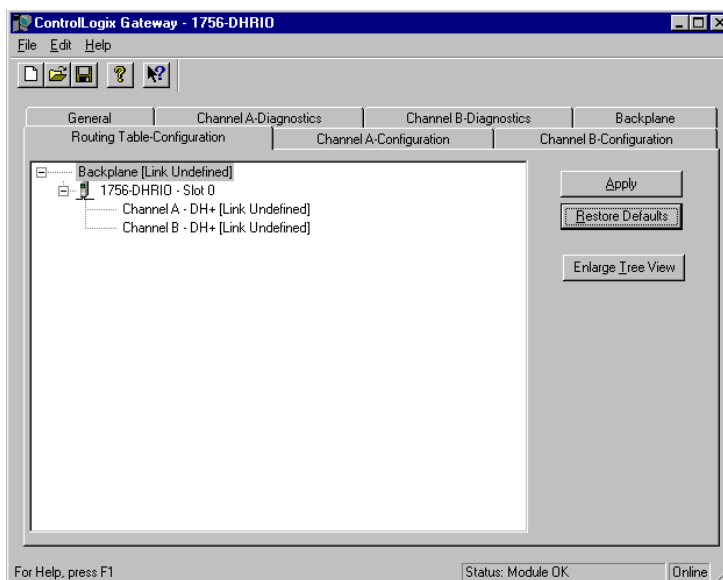 ControlLogix Gateway - 1756-DHRIO
File Edit Help
General Channel A-Diagnostics Channel B-Diagnostics Backplane
Routing Table-Configuration Channel A-Configuration Channel B-Configuration
Backplane [Link Undefined]
1756-DHRIO - Slot 0
Channel A - DH+ [Link Undefined]
Channel B - DH+ [Link Undefined]
Apply
Restore Defaults
Enlarge Tree View
For Help, press F1 Status: Module OK Online